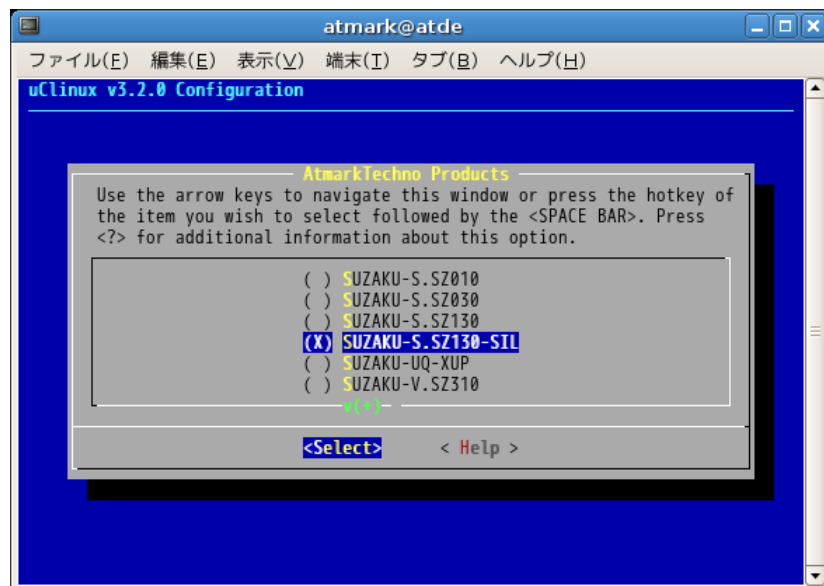 atmark@atde
ファイル(F) 編集(E) 表示(V) 端末(T) タブ(B) ヘルプ(H)
uClinux v3.2.0 Configuration
AtmarkTechno Products
Use the arrow keys to navigate this window or press the hotkey of
the item you wish to select followed by the <SPACE BAR>. Press
<?> for additional information about this option.
( ) SUZAKU-S.SZ010
( ) SUZAKU-S.SZ030
( ) SUZAKU-S.SZ130
(X) SUZAKU-S.SZ130-SIL
( ) SUZAKU-UQ-XUP
( ) SUZAKU-V.SZ310
v(+)
<Select> < Help >